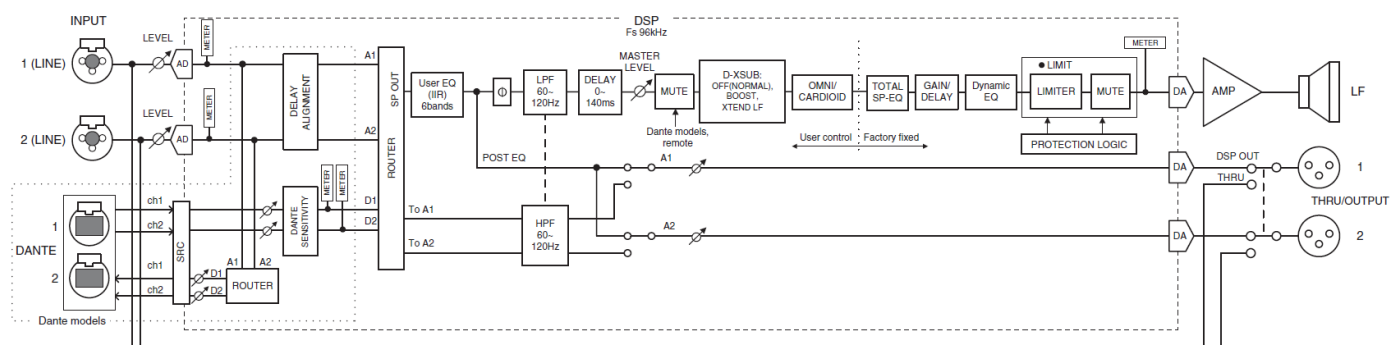 INPUT
DSP
Fs 96kHz
LEVEL
METER
METER
1 (LINE)
AD
A1
DELAY
ALIGNMENT
SP OUT
ROUTER
User EQ
(IIR)
6bands
Φ
LPF
60~
120Hz
DELAY
0~
140ms
MASTER
LEVEL
MUTE
Dante models,
remote
D-XSUB:
OFF(NORMAL),
BOOST,
XTEND LF
OMNI/
CARDIOID
TOTAL
SP-EQ
GAIN/
DELAY
Dynamic
EQ
LIMIT
LIMITER
MUTE
PROTECTION LOGIC
User control
Factory fixed
DA
AMP
LF
LEVEL
METER
2 (LINE)
AD
A2
POST EQ
A1
DA
DSP OUT
1
THRU
THRU/OUTPUT
METER
METER
ch1
D1
1
DANTE
SENSITIVITY
To A1
HPF
60~
120Hz
A2
DA
2
ch2
D2
To A2
DANTE
SRC
A1
A2
ch1
D1
2
ROUTER
ch2
D2
Dante models